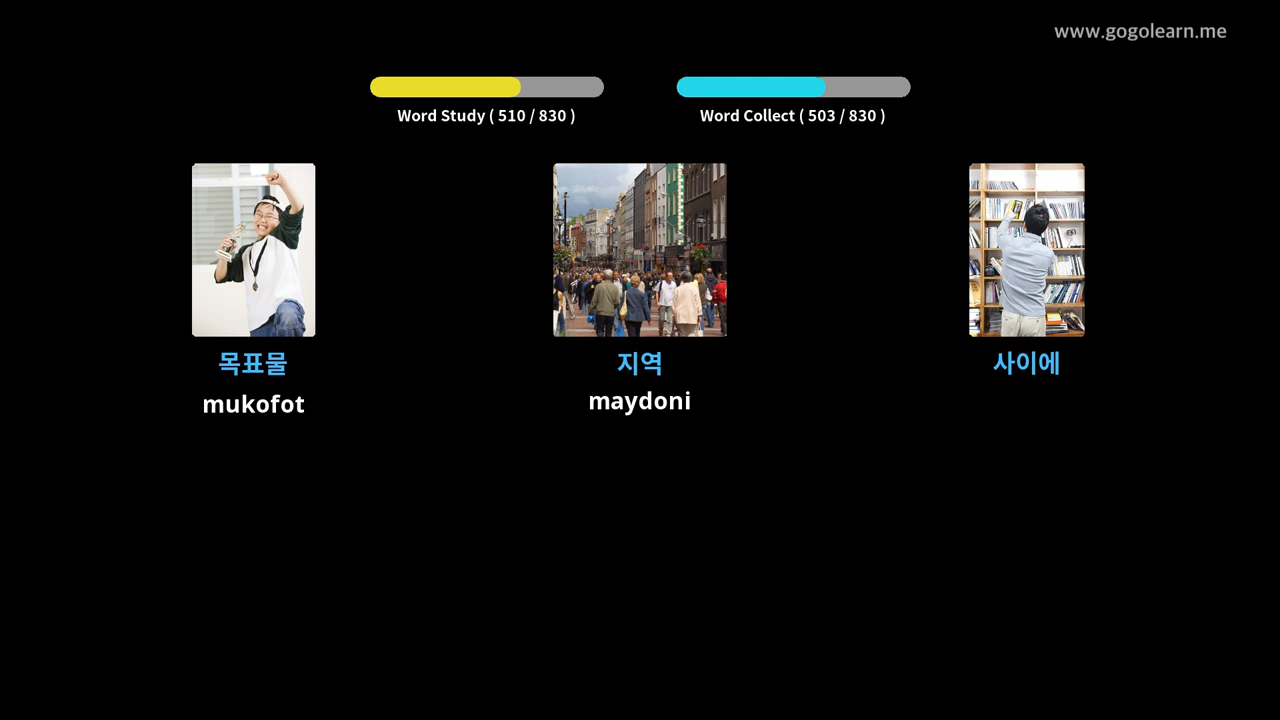 www.gogolearn.me
Word Study ( 510 / 830 )
Word Collect ( 503 / 830 )
목표물
지역
사이에
mukofot
maydoni